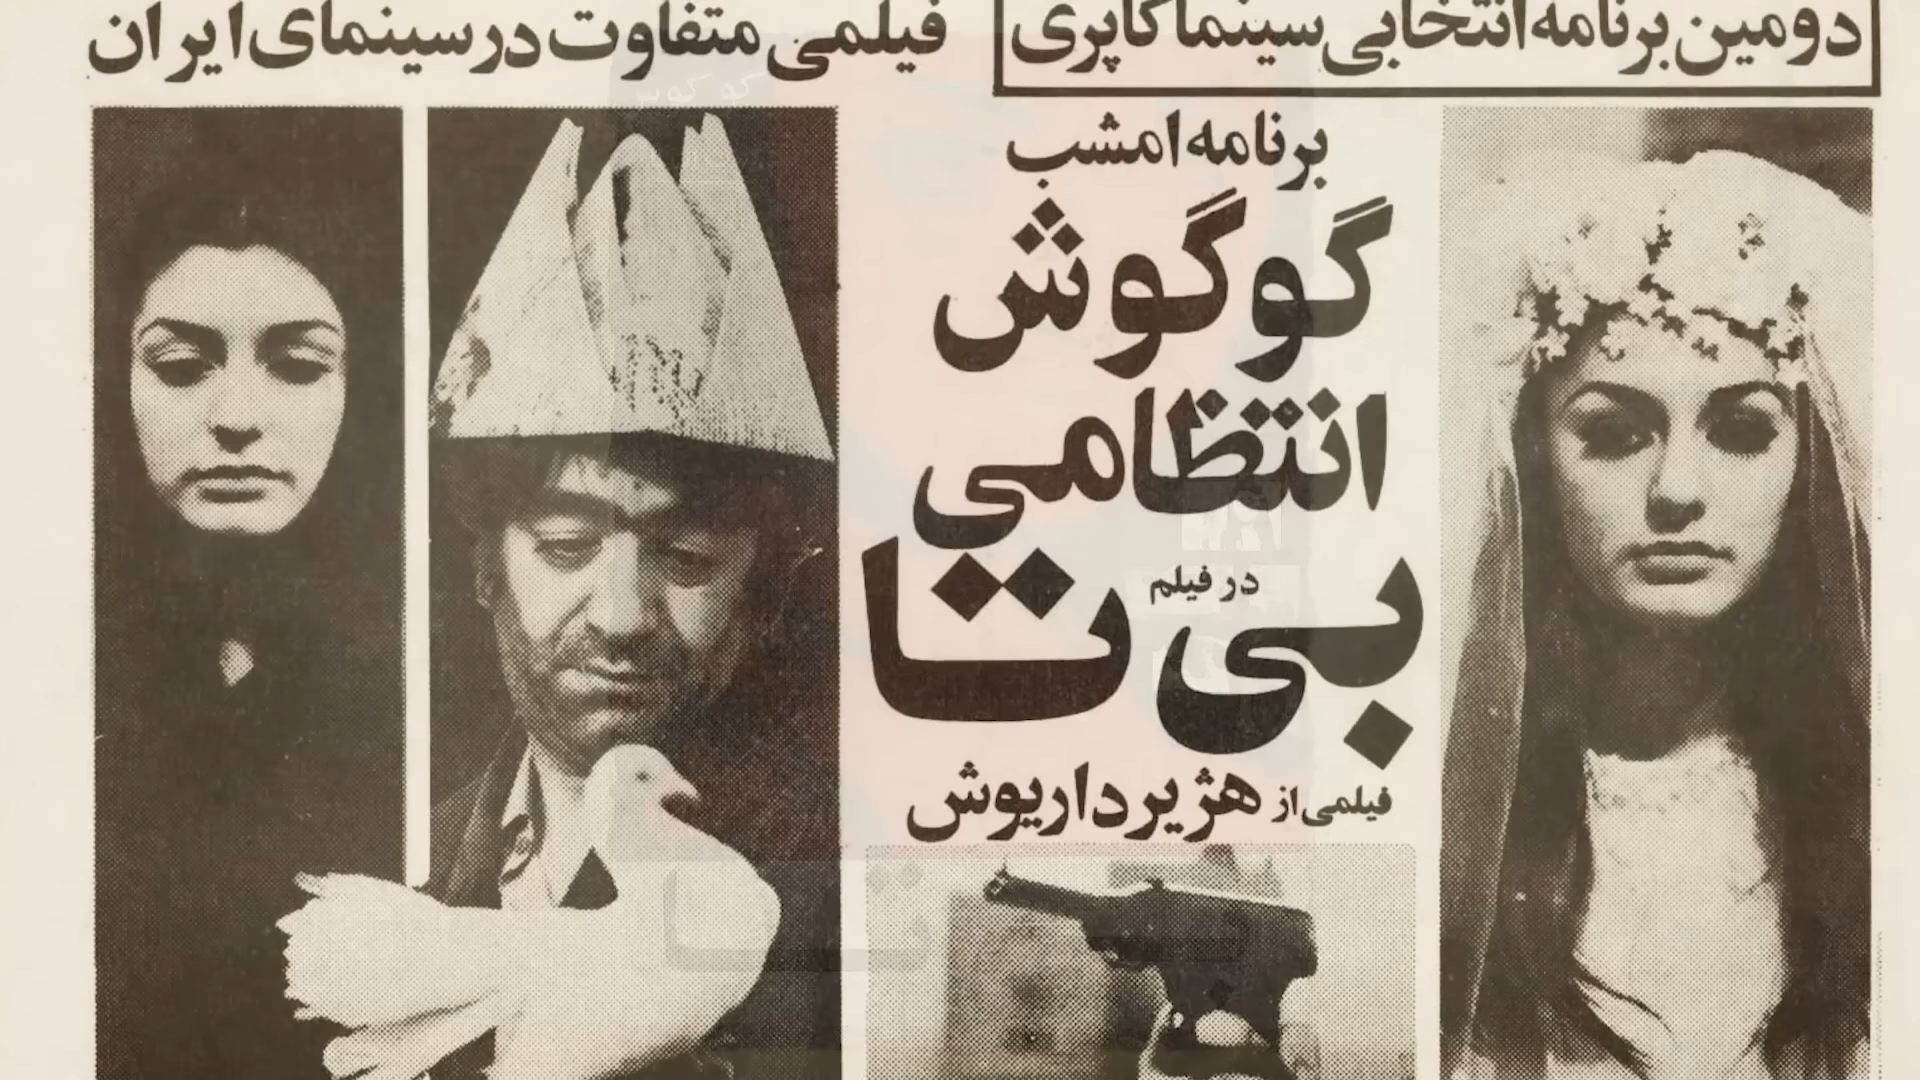 دومین برنامه انتخابی سینما کاپری
فیلمی متفاوت در سینمای ایران
برنامه امشب
گوگوش
انتظامی
در فیلم
بی تا
فیلمی از هژیر داریوش